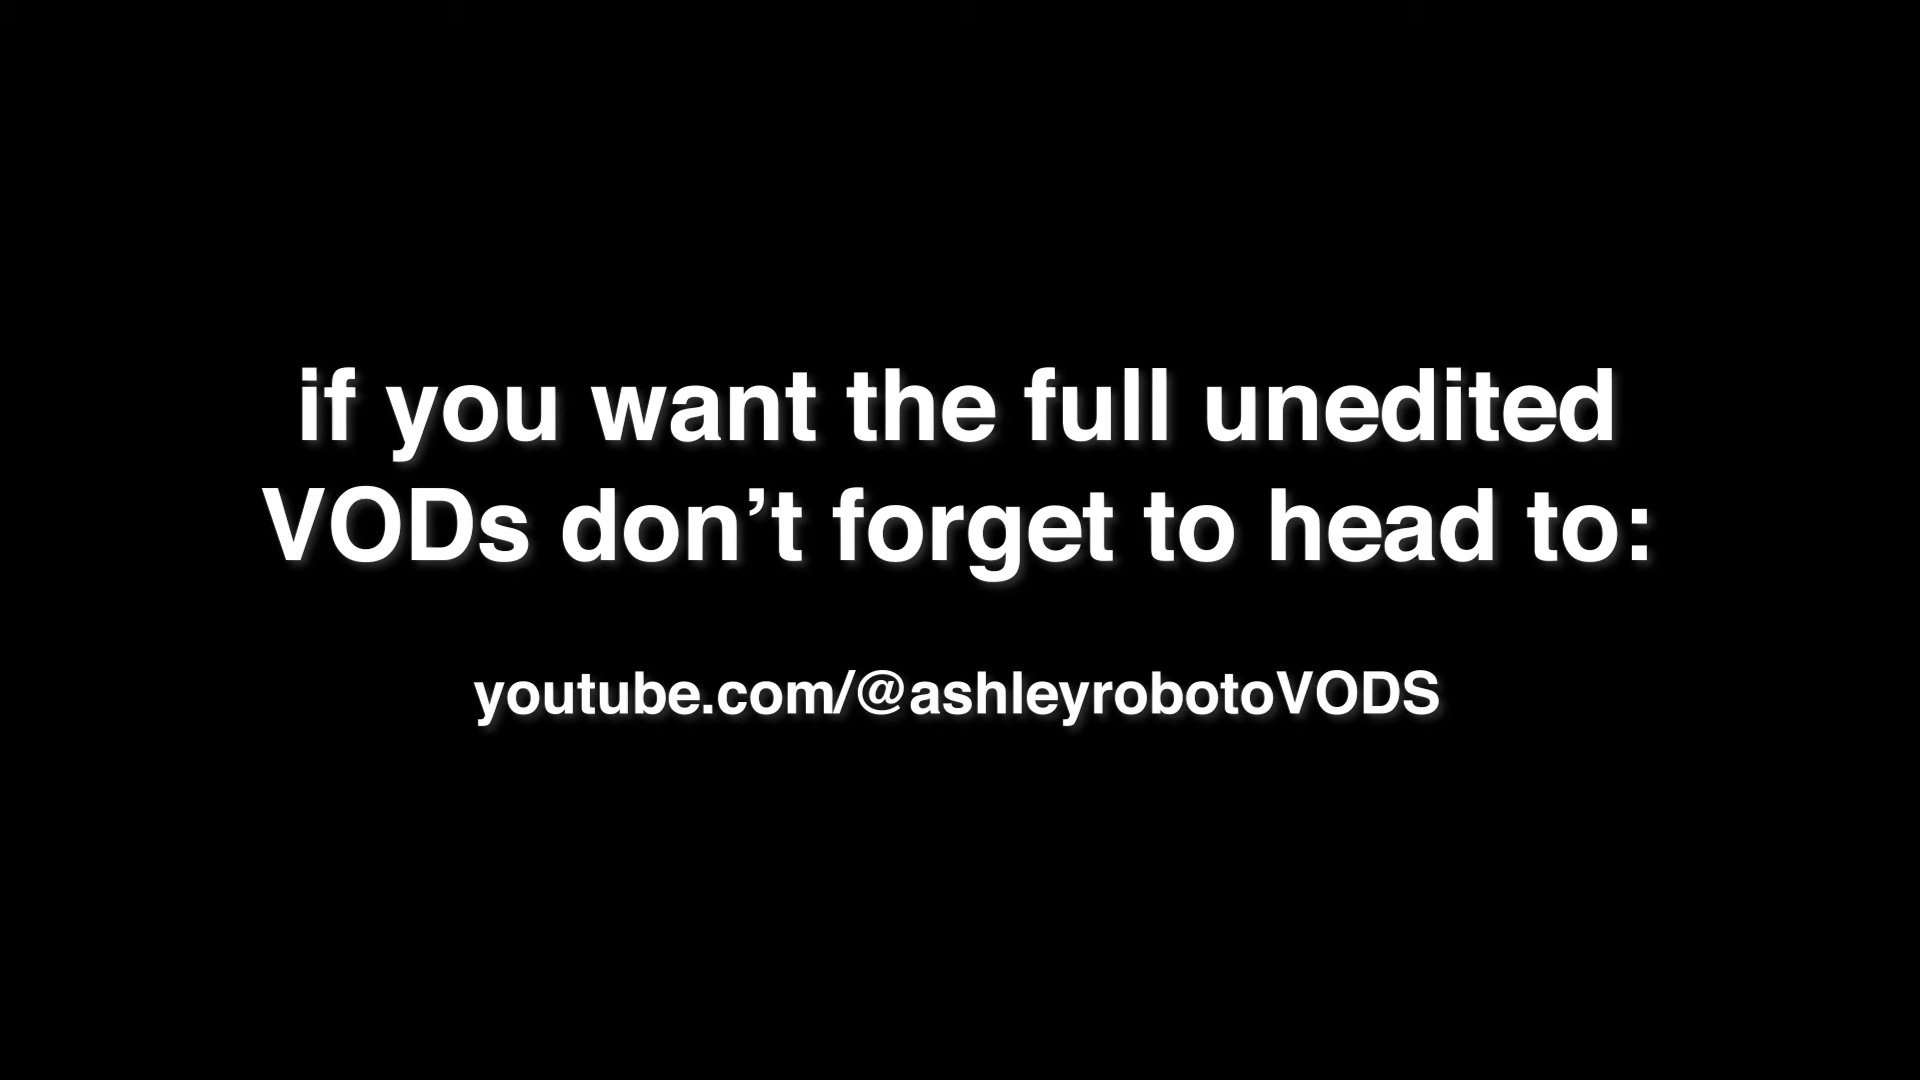 if you want the full unedited
VODs don’t forget to head to:
youtube.com/@ashleyrobotoVODS